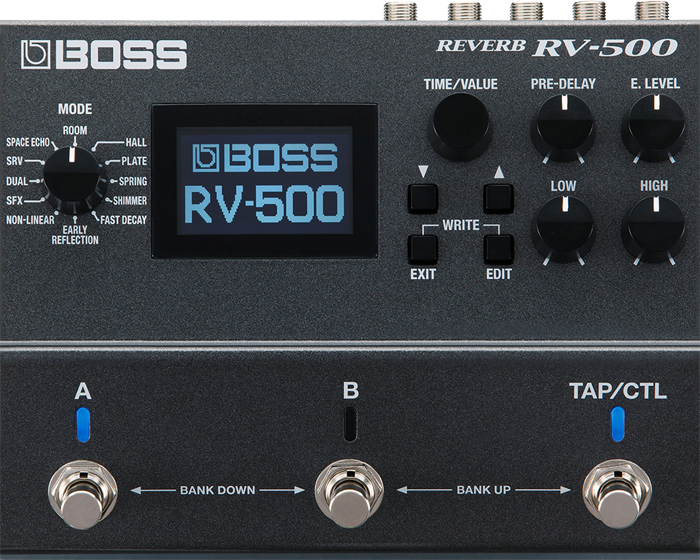 BOSS
REVERB RV-500
MODE
ROOM
SPACE ECHO
HALL
SRV
PLATE
DUAL
SPRING
SFX
SHIMMER
NON-LINEAR
FAST DECAY
EARLY
REFLECTION
BOSS
RV-500
TIME/VALUE
PRE-DELAY
E. LEVEL
LOW
HIGH
WRITE
EXIT
EDIT
A
B
TAP/CTL
BANK DOWN
BANK UP